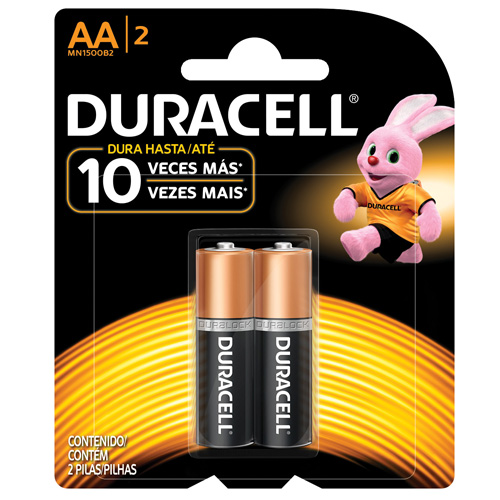 AA|2
MN1500B2
DURACELL®
DURA HASTA/ATÉ
10 VECES MÁS*
VEZES MAIS*
DURACELL
DURALOCK DURALOCK
DURACELL DURACELL
CONTENIDO/
CONTÉM
2 PILAS/PILHAS